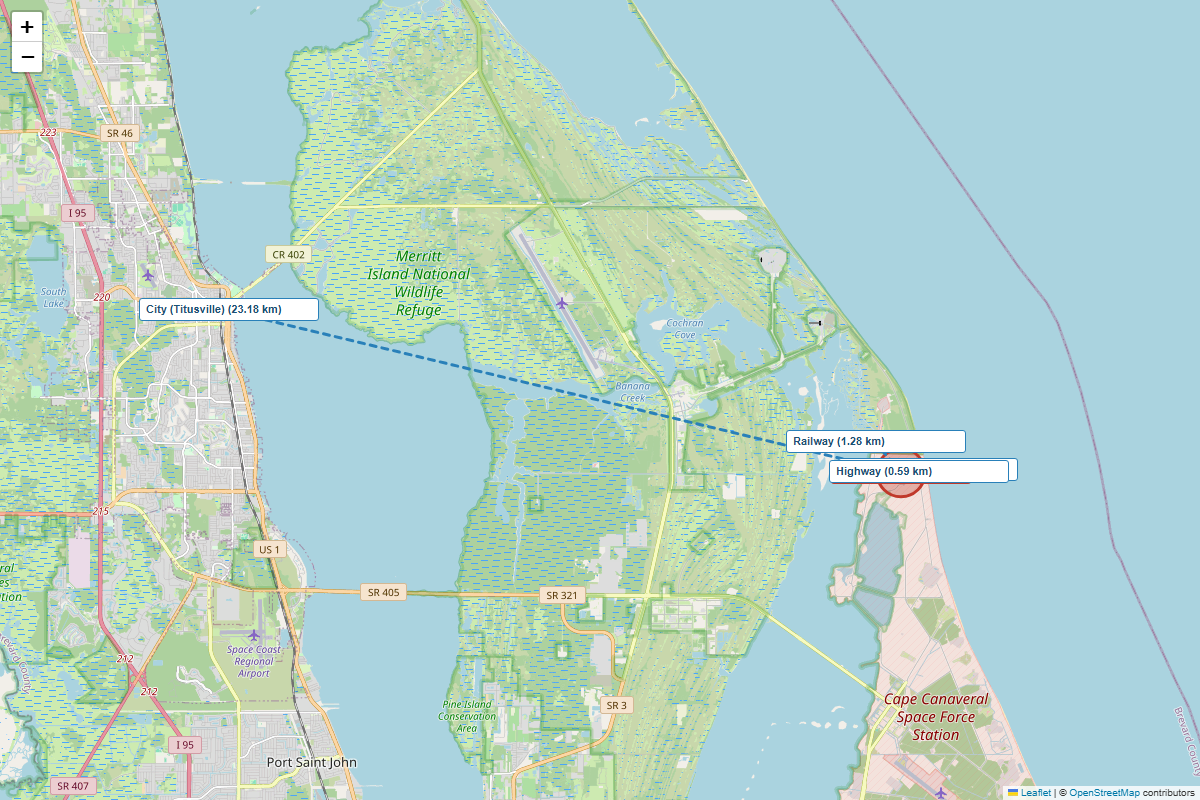 +
−
223
SR 46
I 95
CR 402
Merritt
Island National
Wildlife
Refuge
South
Lake
220
City (Titusville) (23.18 km)
Cochran
Cove
Banana
Creek
Railway (1.28 km)
Highway (0.59 km)
215
US 1
SR 405
SR 321
Space Coast
Regional
Airport
212
212
Pine Island
Conservation
Area
SR 3
Cape Canaveral
Space Force
Station
I 95
Port Saint John
SR 407
Brevard County
Brevard County
Leaflet | © OpenStreetMap contributors